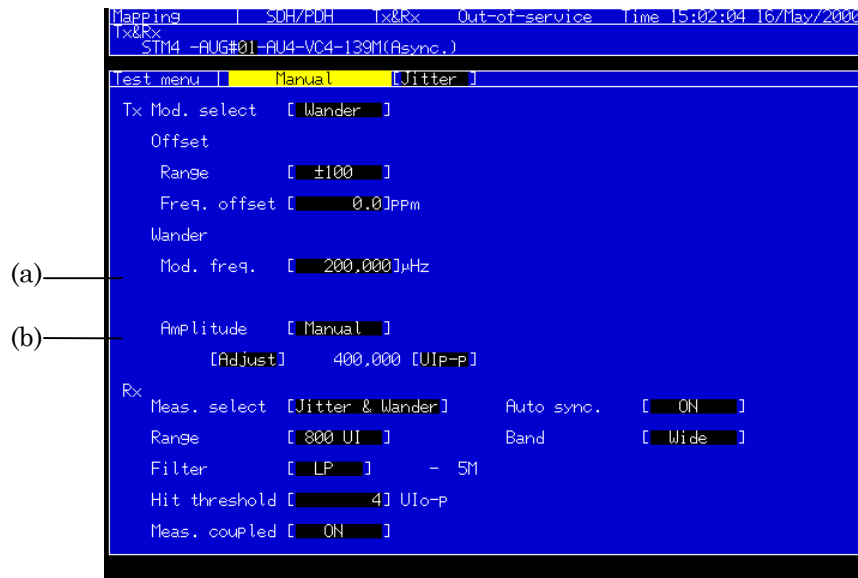 Mapping | SDH/PDH Tx&Rx Out-of-service Time 15:02:04 16/May/2000
Tx&Rx
STM4 -AUG#01-AU4-VC4-139M(Async.)
Test menu | Manual [Jitter ]
Tx Mod. select [ Wander ]
Offset
Range [ ±100 ]
Freq. offset [ 0.0]ppm
Wander
(a) Mod. freq. [ 200,000]µHz
(b) Amplitude [ Manual ]
[Adjust] 400,000 [UIp-p]
Rx
Meas. select [Jitter & Wander] Auto sync. [ ON ]
Range [ 800 UI ] Band [ Wide ]
Filter [ LP ] - 5M
Hit threshold [ 4] UIo-p
Meas. coupled [ ON ]